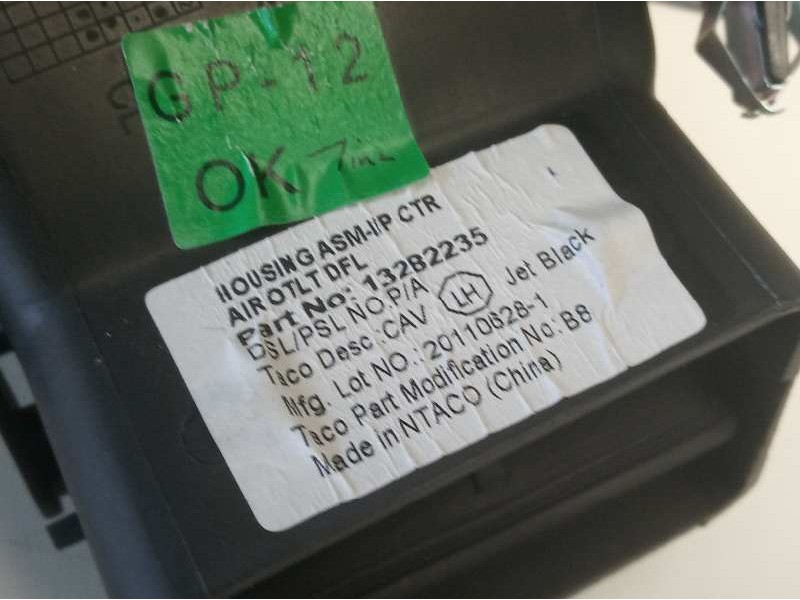 GP-12
OK
HOUSING ASM-I/P CTR
AIR OTLT DFL
Part No: 13282235
DSL/PSL NO.P/A
Taco Desc :CAV LH Jet Black
Mfg. Lot NO.: 20110828-1
Taco Part Modification No: B8
Made in NTACO (China)